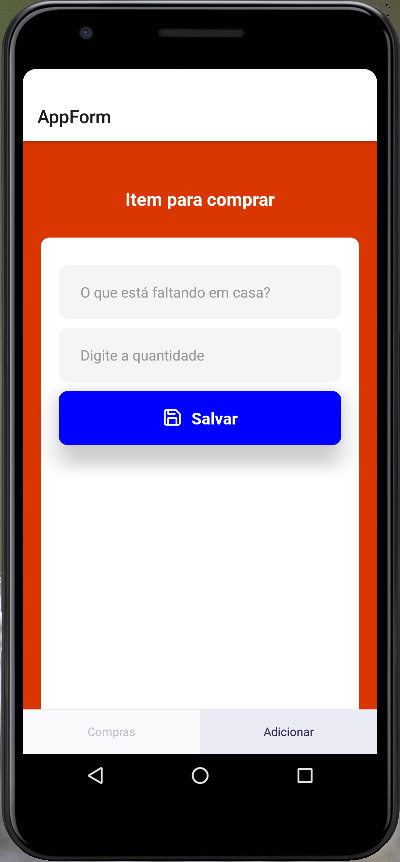 AppForm
Item para comprar
O que está faltando em casa?
Digite a quantidade
Salvar
Compras
Adicionar